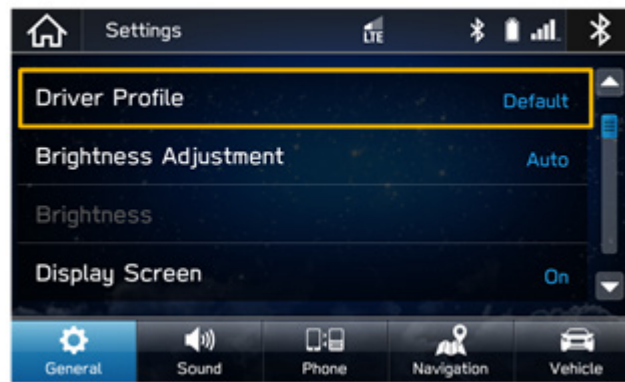 Settings
LTE
Driver Profile Default
Brightness Adjustment Auto
Brightness
Display Screen On
General Sound Phone Navigation Vehicle